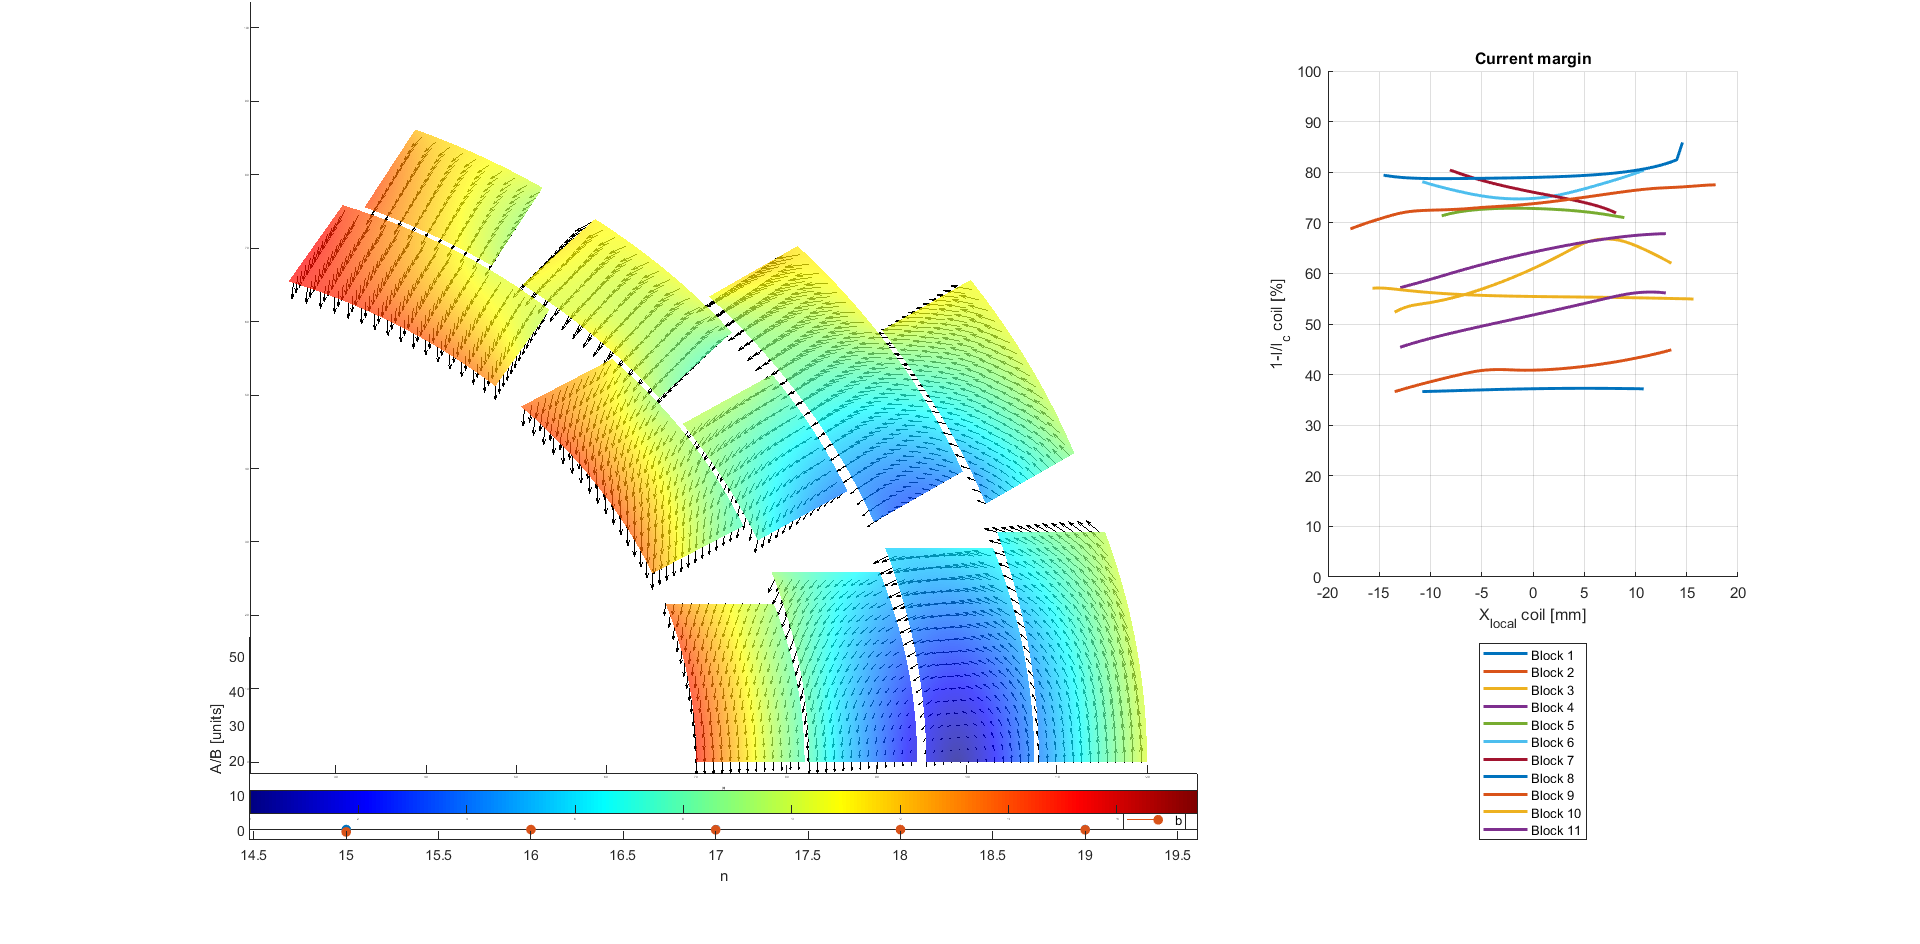 Current margin
100
90
80
70
60
50
40
30
20
10
0
1-I/Ic coil [%]
-20 -15 -10 -5 0 5 10 15 20
Xlocal coil [mm]
Block 1
Block 2
Block 3
Block 4
Block 5
Block 6
Block 7
Block 8
Block 9
Block 10
Block 11
A/B [units]
50
40
30
20
10
0
b
14.5 15 15.5 16 16.5 17 17.5 18 18.5 19 19.5
n